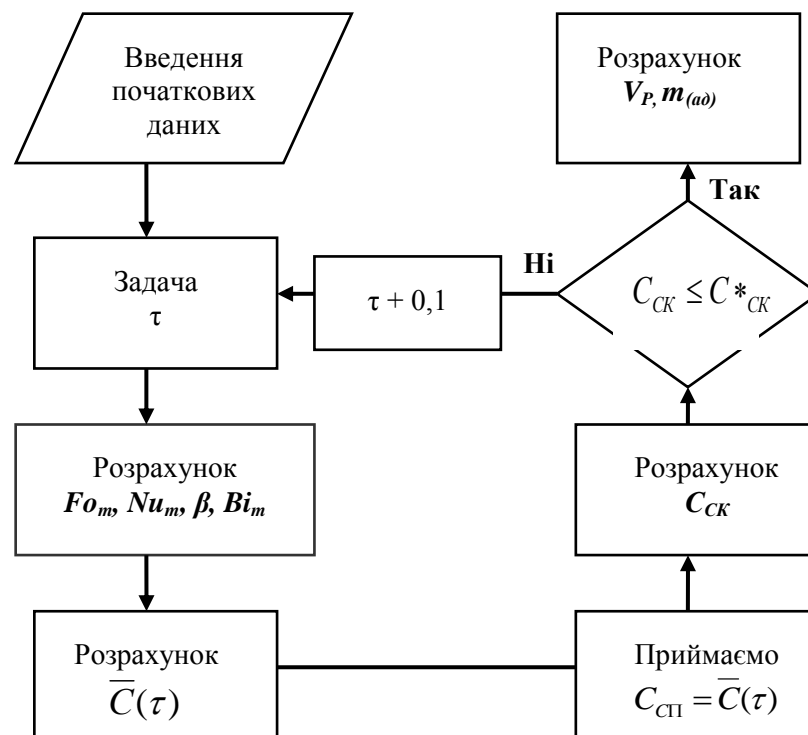 Введення
початкових
даних
Задача
τ
Розрахунок
Fo_m, Nu_m, β, Bi_m
Розрахунок
C̅(τ)
Приймаємо
C_СП = C̅(τ)
Розрахунок
C_СК
C_СК ≤ C*_СК
Ні
τ + 0,1
Так
Розрахунок
V_P, m_(ад)